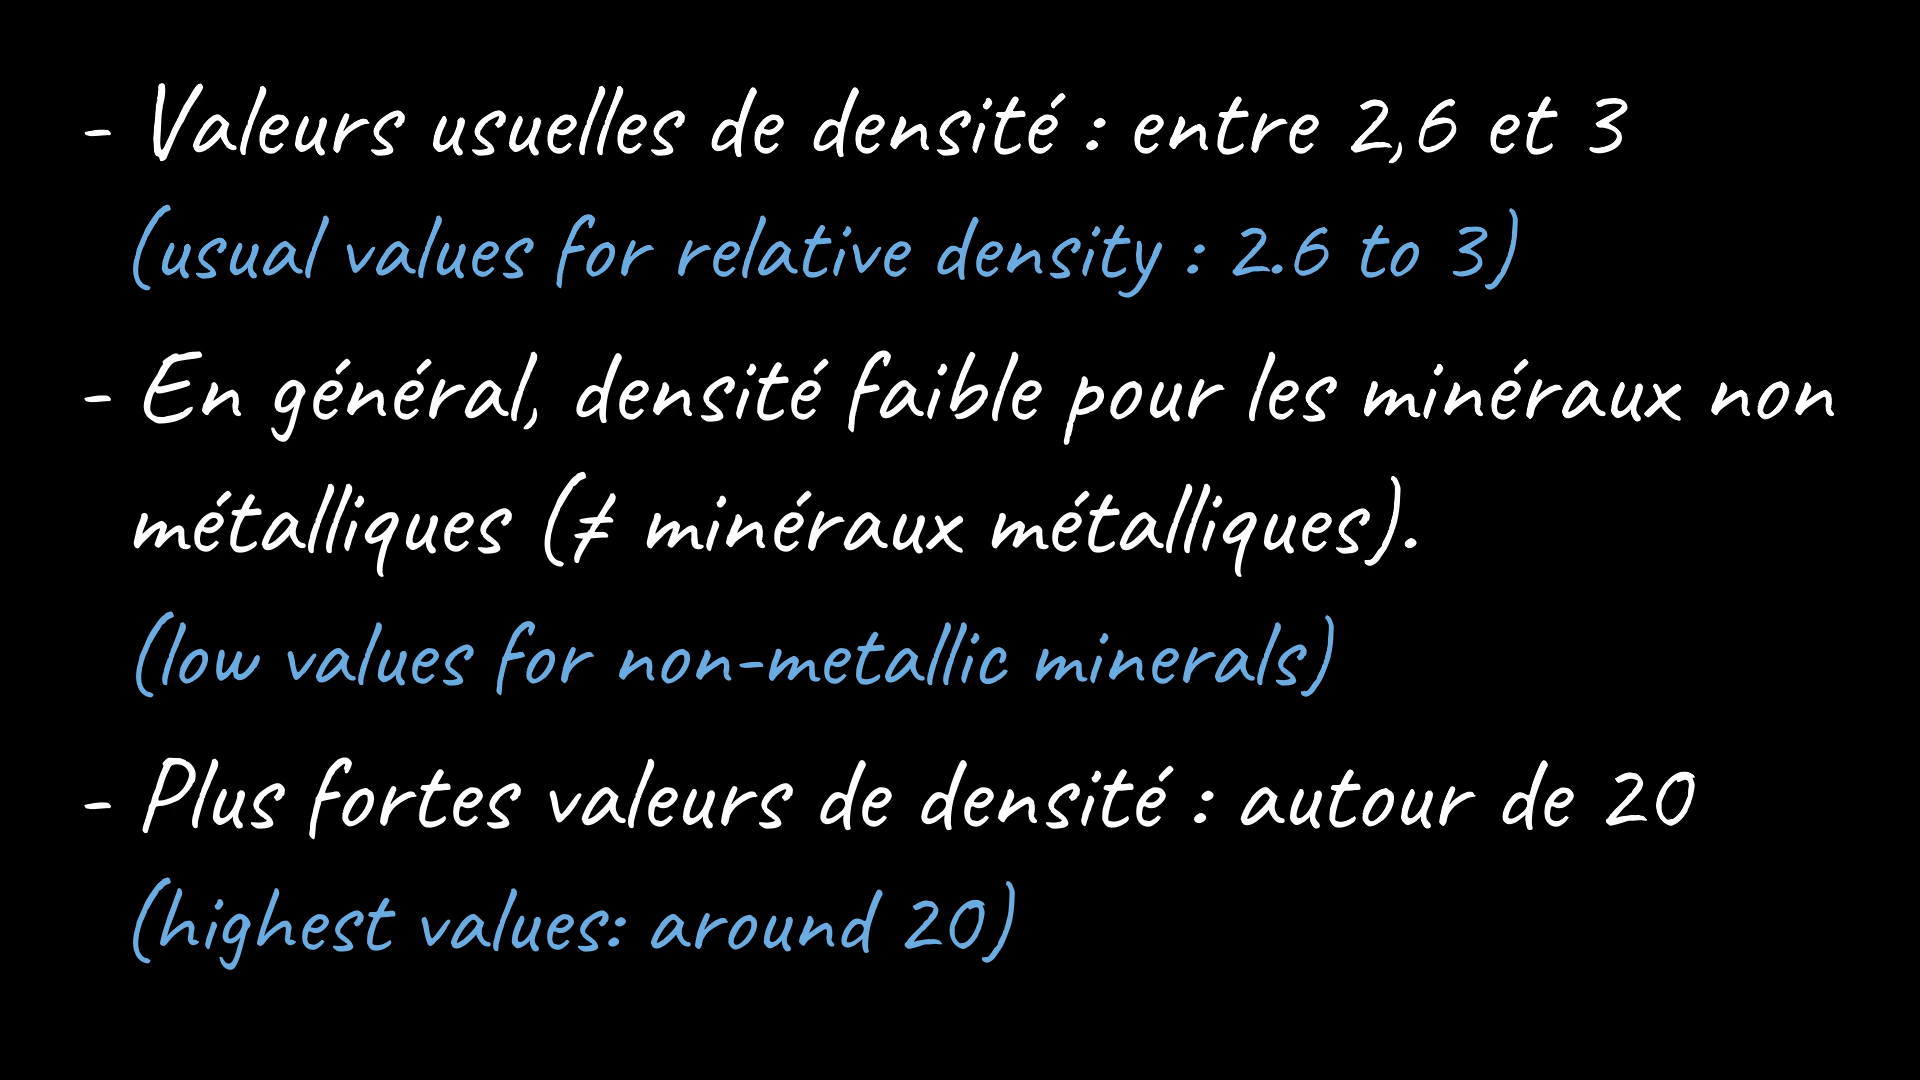 - Valeurs usuelles de densité : entre 2,6 et 3
(usual values for relative density : 2.6 to 3)
- En général, densité faible pour les minéraux non
métalliques (≠ minéraux métalliques).
(low values for non-metallic minerals)
- Plus fortes valeurs de densité : autour de 20
(highest values: around 20)